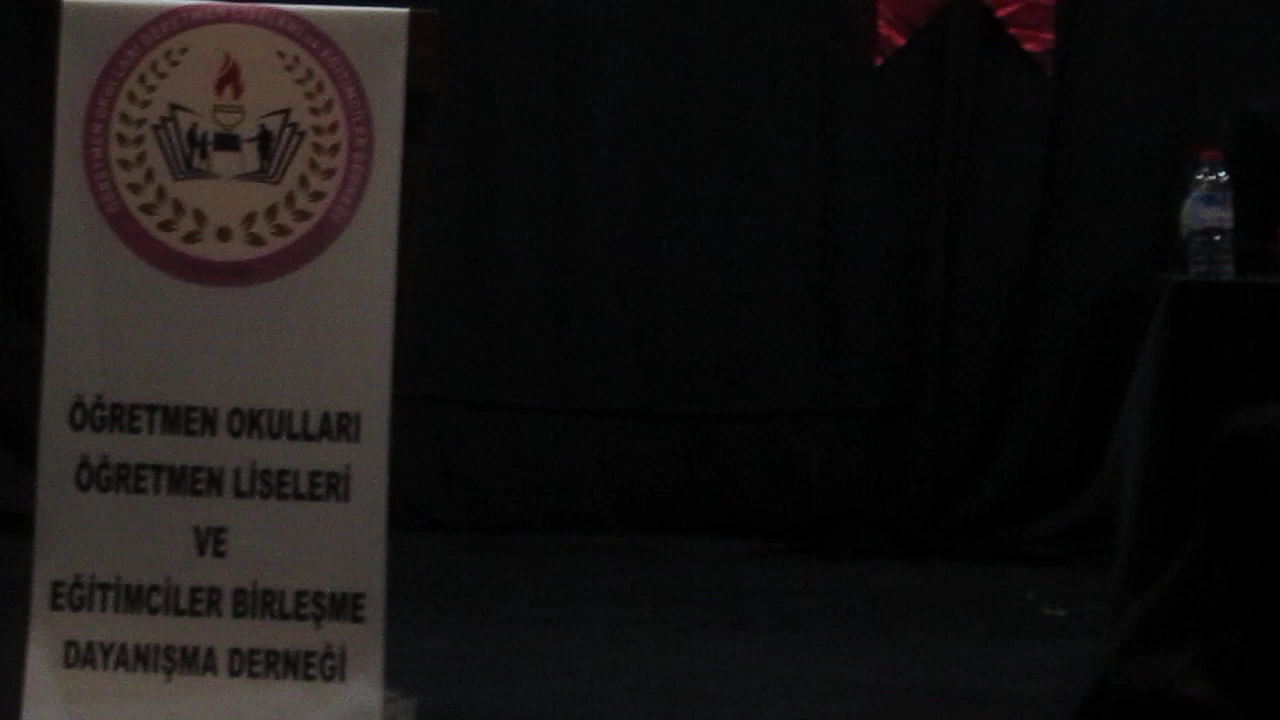 ÖĞRETMEN OKULLARI
ÖĞRETMEN LİSELERİ
VE
EĞİTİMCİLER BİRLEŞME
DAYANIŞMA DERNEĞİ